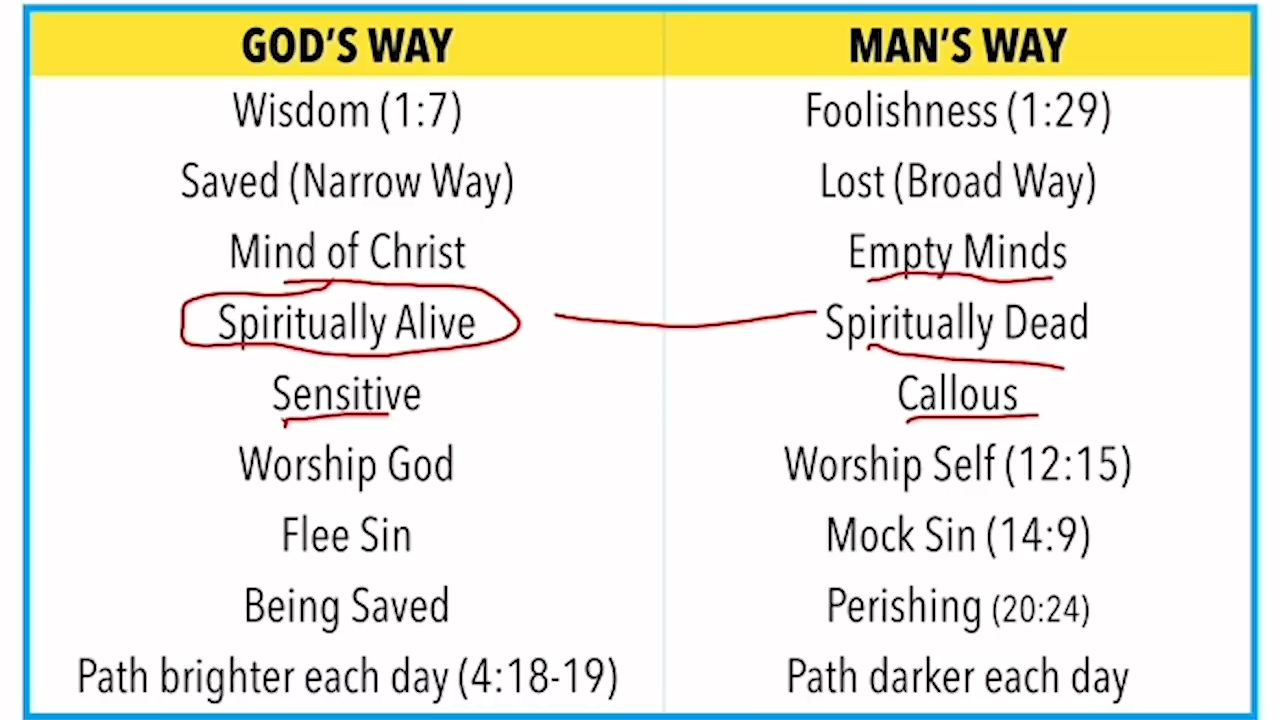 GOD'S WAY MAN'S WAY
Wisdom (1:7) Foolishness (1:29)
Saved (Narrow Way) Lost (Broad Way)
Mind of Christ Empty Minds
Spiritually Alive Spiritually Dead
Sensitive Callous
Worship God Worship Self (12:15)
Flee Sin Mock Sin (14:9)
Being Saved Perishing (20:24)
Path brighter each day (4:18-19) Path darker each day